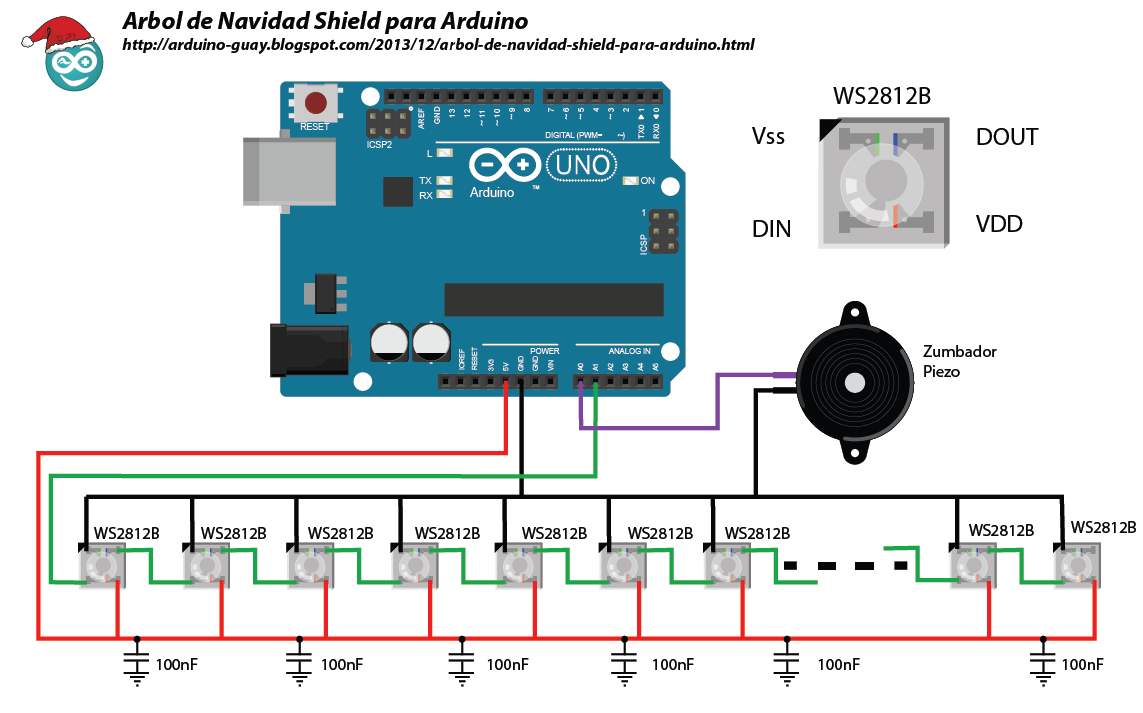 Arbol de Navidad Shield para Arduino
http://arduino-guay.blogspot.com/2013/12/arbol-de-navidad-shield-para-arduino.html
RESET
ICSP2
AREF
GND
13
12
~11
~10
~9
8
7
~6
~5
4
~3
2
TX0 ▶ 1
RX0 ◀ 0
DIGITAL (PWM= ~)
L
TX
RX
Arduino
™
UNO
ON
1
ICSP
IOREF
RESET
3V3
5V
GND
GND
VIN
POWER
ANALOG IN
A0
A1
A2
A3
A4
A5
WS2812B
Vss
DOUT
DIN
VDD
Zumbador
Piezo
WS2812B
WS2812B
WS2812B
WS2812B
WS2812B
WS2812B
WS2812B
WS2812B
WS2812B
100nF
100nF
100nF
100nF
100nF
100nF